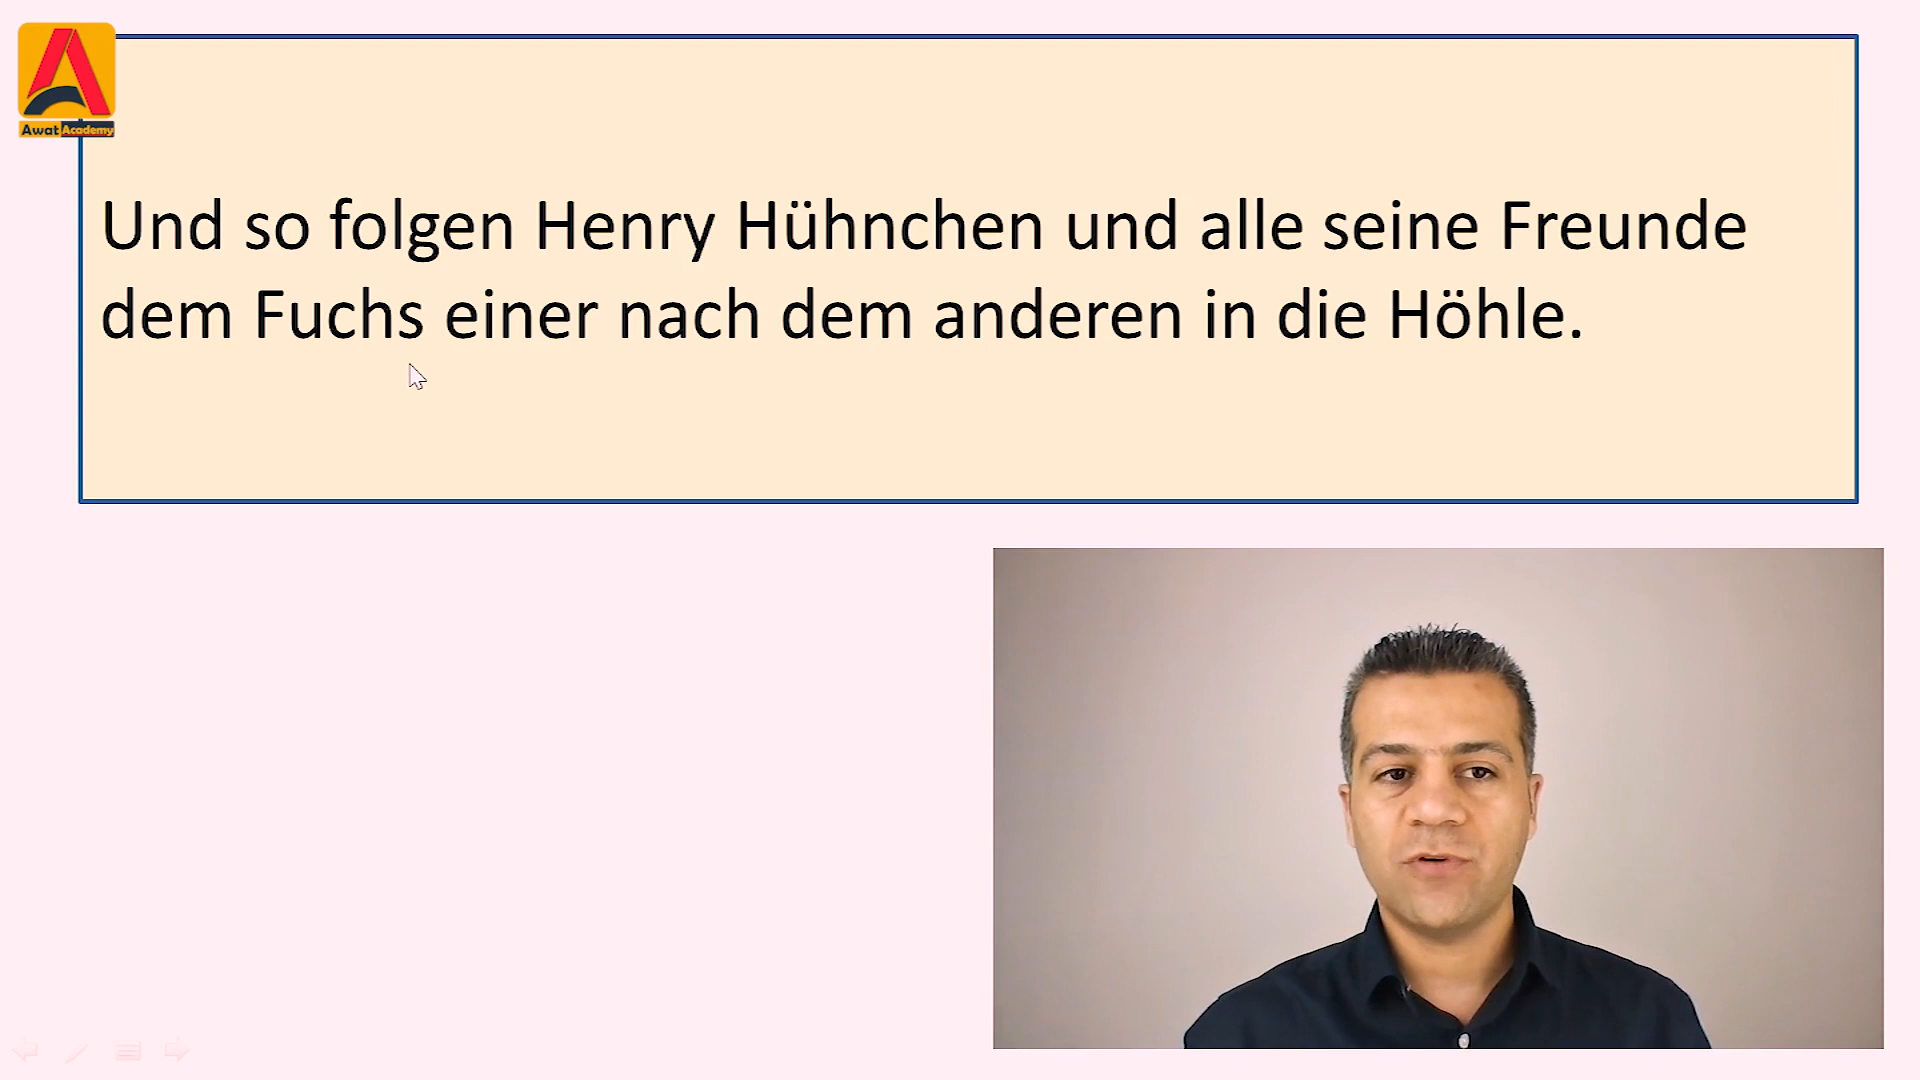 Awat Academy
Und so folgen Henry Hühnchen und alle seine Freunde
dem Fuchs einer nach dem anderen in die Höhle.